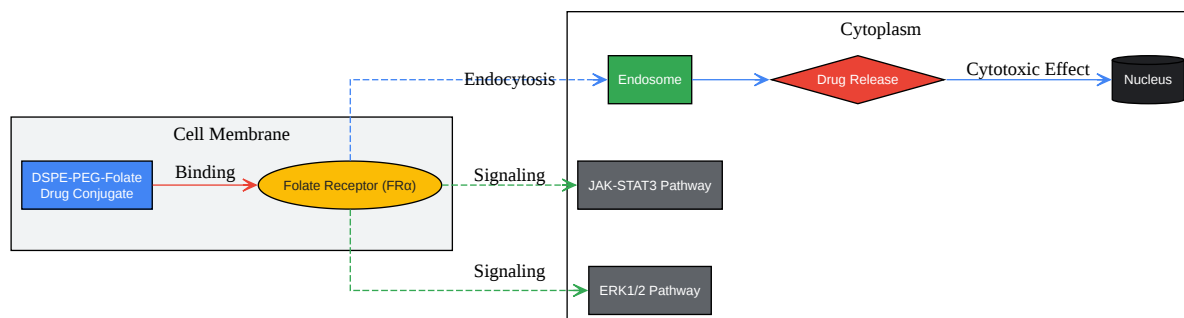 Cytoplasm
Endocytosis
Endosome
Drug Release
Cytotoxic Effect
Nucleus
Cell Membrane
DSPE-PEG-Folate
Drug Conjugate
Binding
Folate Receptor (FRα)
Signaling
JAK-STAT3 Pathway
Signaling
ERK1/2 Pathway